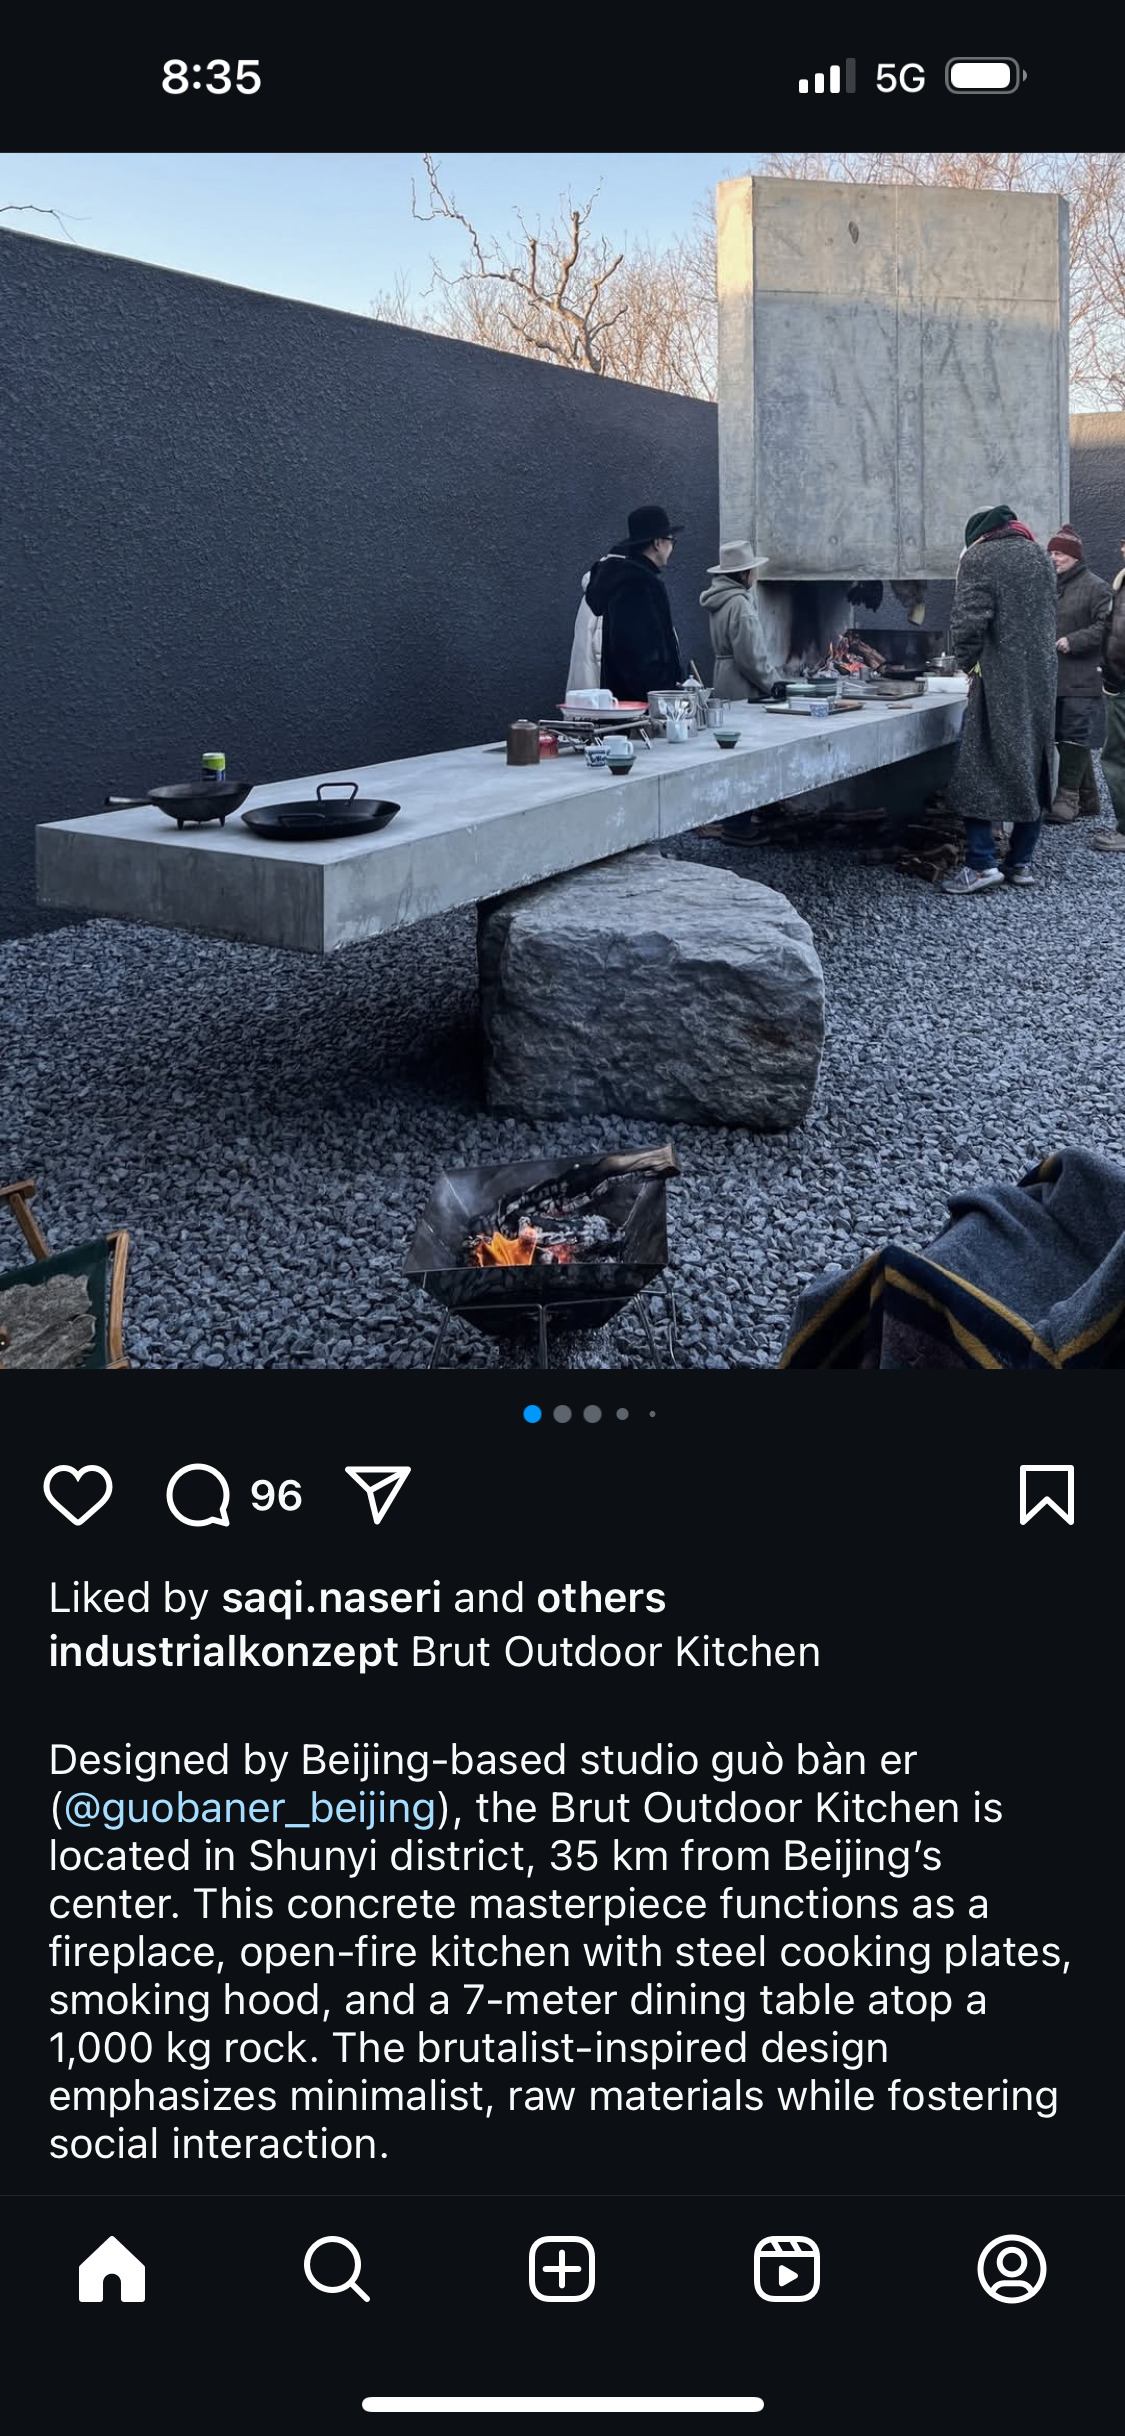 8:35
5G
96
Liked by saqi.naseri and others
industrialkonzept Brut Outdoor Kitchen
Designed by Beijing-based studio guò bàn er
(@guobaner_beijing), the Brut Outdoor Kitchen is
located in Shunyi district, 35 km from Beijing’s
center. This concrete masterpiece functions as a
fireplace, open-fire kitchen with steel cooking plates,
smoking hood, and a 7-meter dining table atop a
1,000 kg rock. The brutalist-inspired design
emphasizes minimalist, raw materials while fostering
social interaction.